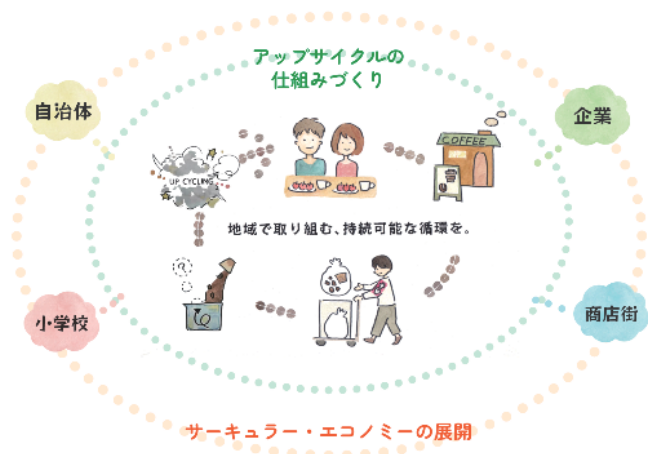 アップサイクルの
仕組みづくり
自治体
企業
COFFEE
UP CYCLING
地域で取り組む、持続可能な循環を。
小学校
商店街
サーキュラー・エコノミーの展開